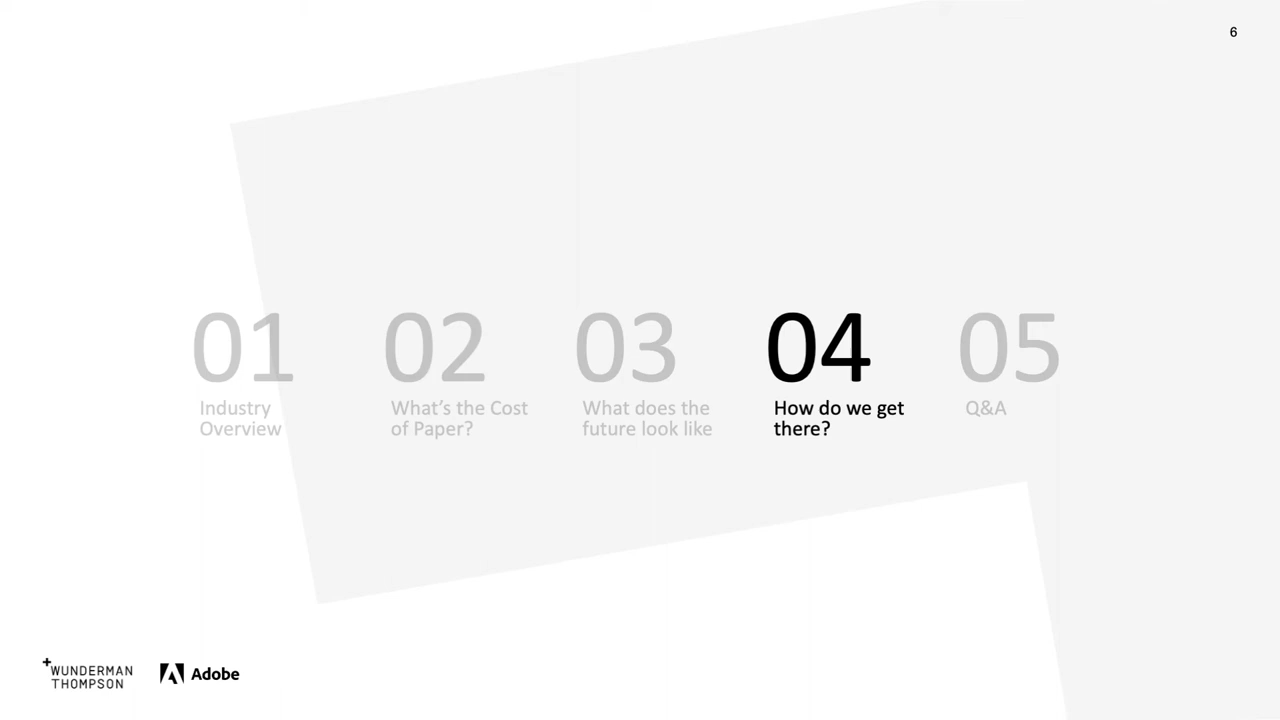 6
01
Industry
Overview
02
What’s the Cost
of Paper?
03
What does the
future look like
04
How do we get
there?
05
Q&A
+WUNDERMAN
THOMPSON
Adobe